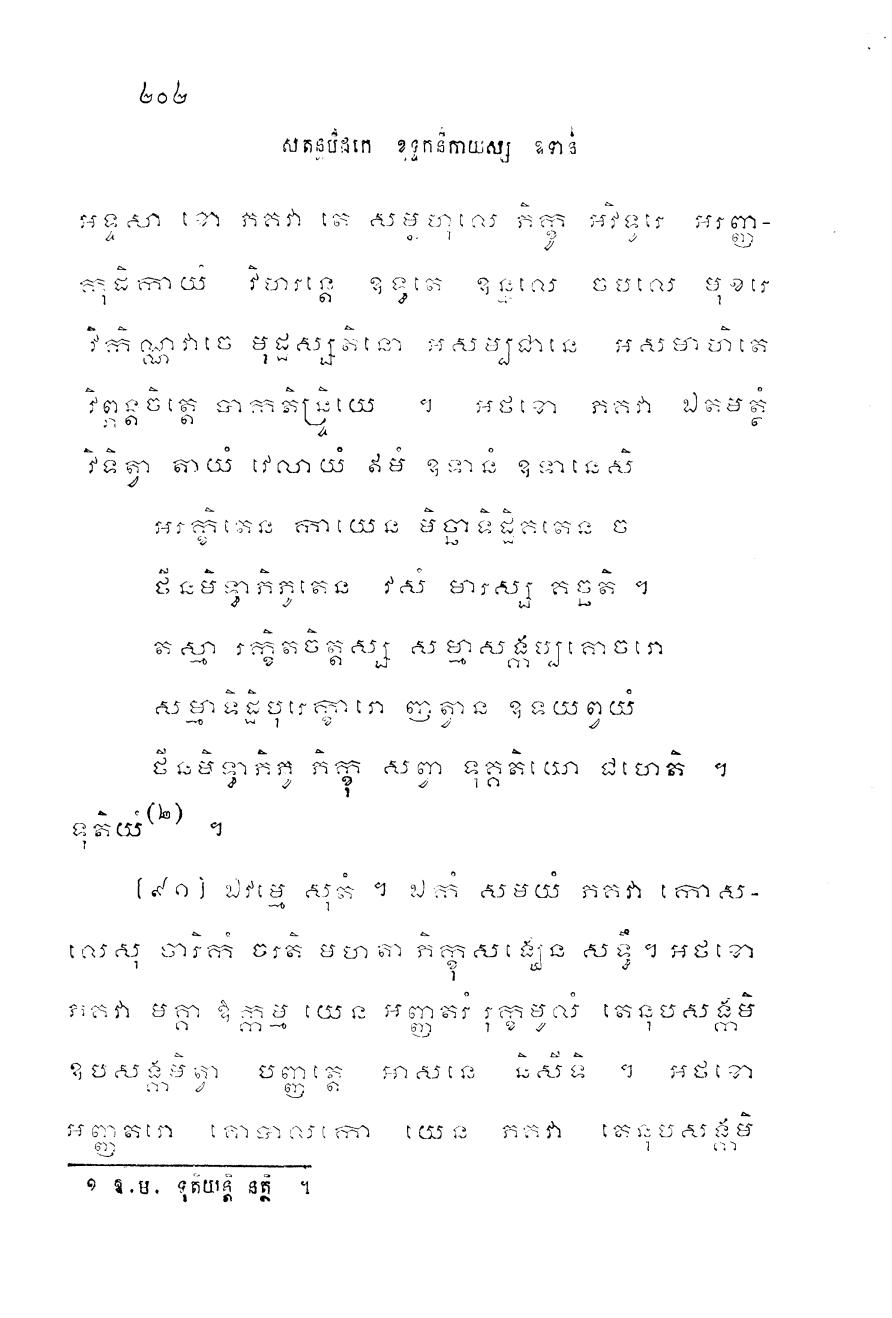 ២០២
សុតន្តបិដកេ ខុទ្ទកនិកាយស្ស ឧទានំ
អទ្ទសា ខោ ភគវា តេ សម្ពហុលេ ភិក្ខូ អវិទូរេ អរញ្ញ-
កុដិកាយំ វិហរន្តេ ឧទ្ធតេ ឧន្នឡេ ចបលេ មុខរេ
វិកិណ្ណវាចេ មុដ្ឋស្សតិនោ អសម្បជានេ អសមាហិតេ
វិព្ភន្តចិត្តេ បាកតិន្ទ្រិយេ ។ អថខោ ភគវា ឯតមត្ថំ
វិទិត្វា តាយំ វេលាយំ ឥមំ ឧទានំ ឧទានេសិ
អរក្ខិតេន កាយេន មិច្ឆាទិដ្ឋិគតេន ច
ថីនមិទ្ធាភិភូតេន វសំ មារស្ស គច្ឆតិ ។
តស្មា រក្ខិតចិត្តស្ស សម្មាសង្កប្បគោចរោ
សម្មាទិដ្ឋិបុរេក្ខារោ ញត្វាន ឧទយព្វយំ
ថីនមិទ្ធាភិភូ ភិក្ខុ សព្វា ទុគ្គតិយោ ជហេតិ ។
ទុតិយំ(២) ។
[៩១] ឯវម្មេ សុតំ ។ ឯកំ សមយំ ភគវា កោស-
លេសុ ចារិកំ ចរតិ មហតា ភិក្ខុសង្ឃេន សទ្ធឹ ។ អថខោ
ភគវា មគ្គា ឱក្កម្ម យេន អញ្ញតរំ រុក្ខមូលំ តេនុបសង្កមិ
ឧបសង្កមិត្វា បញ្ញត្តេ អាសនេ និសីទិ ។ អថខោ
អញ្ញតរោ គោបាលកោ យេន ភគវា តេនុបសង្កមិ
១ ឱ.ម. ទុតិយន្តិ នត្ថិ ។